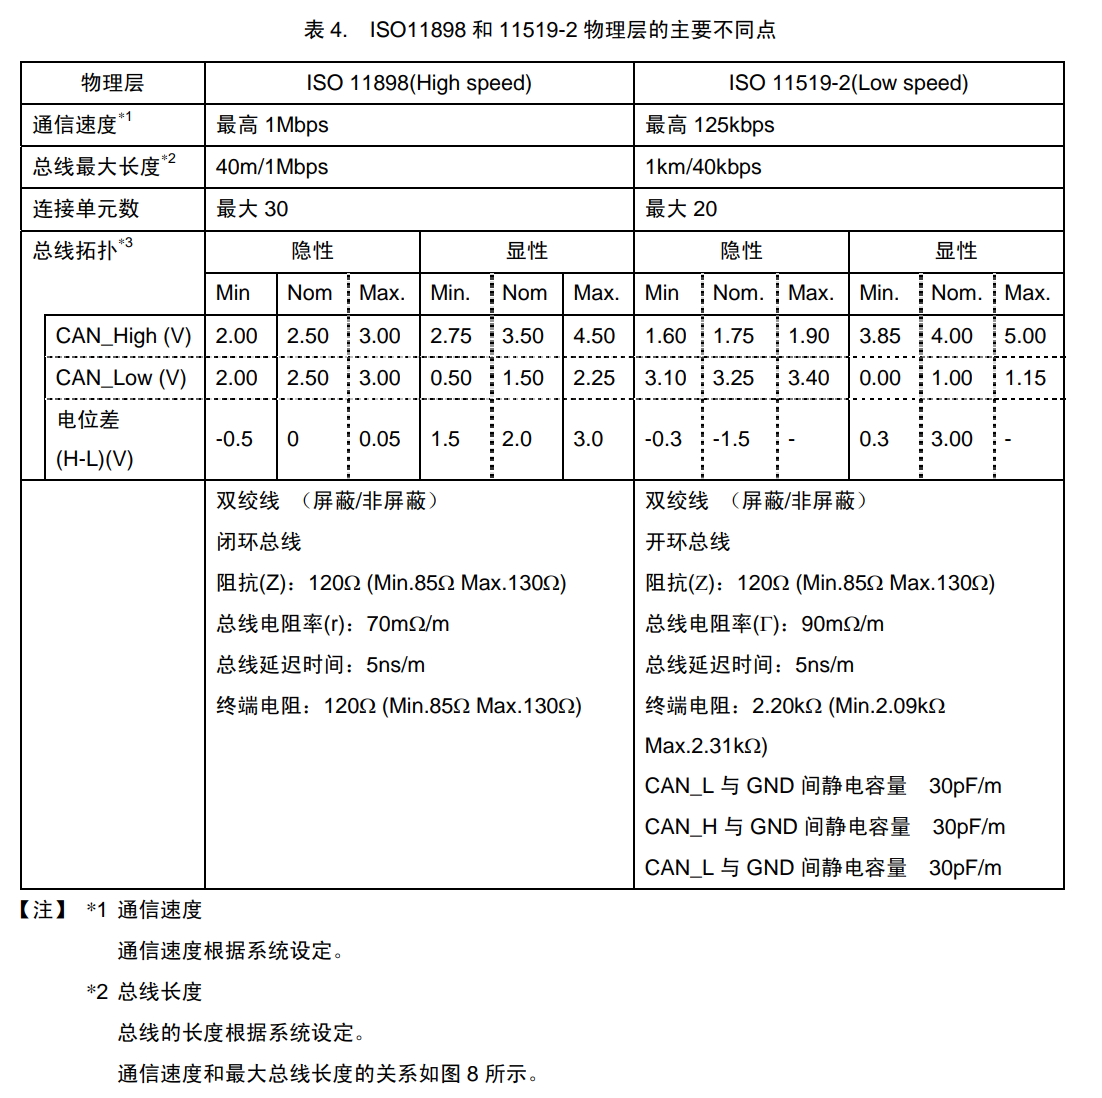 表 4. ISO11898 和 11519-2 物理层的主要不同点
物理层 ISO 11898(High speed) ISO 11519-2(Low speed)
通信速度*1 最高 1Mbps 最高 125kbps
总线最大长度*2 40m/1Mbps 1km/40kbps
连接单元数 最大 30 最大 20
总线拓扑*3 隐性 显性 隐性 显性
Min Nom Max. Min. Nom Max. Min Nom. Max. Min. Nom. Max.
CAN_High (V) 2.00 2.50 3.00 2.75 3.50 4.50 1.60 1.75 1.90 3.85 4.00 5.00
CAN_Low (V) 2.00 2.50 3.00 0.50 1.50 2.25 3.10 3.25 3.40 0.00 1.00 1.15
电位差
(H-L)(V) -0.5 0 0.05 1.5 2.0 3.0 -0.3 -1.5 - 0.3 3.00 -
双绞线 （屏蔽/非屏蔽）
闭环总线
阻抗(Z)：120Ω (Min.85Ω Max.130Ω)
总线电阻率(r)：70mΩ/m
总线延迟时间：5ns/m
终端电阻：120Ω (Min.85Ω Max.130Ω)
双绞线 （屏蔽/非屏蔽）
开环总线
阻抗(Z)：120Ω (Min.85Ω Max.130Ω)
总线电阻率(Γ)：90mΩ/m
总线延迟时间：5ns/m
终端电阻：2.20kΩ (Min.2.09kΩ
Max.2.31kΩ)
CAN_L 与 GND 间静电容量 30pF/m
CAN_H 与 GND 间静电容量 30pF/m
CAN_L 与 GND 间静电容量 30pF/m
【注】 *1 通信速度
通信速度根据系统设定。
*2 总线长度
总线的长度根据系统设定。
通信速度和最大总线长度的关系如图 8 所示。